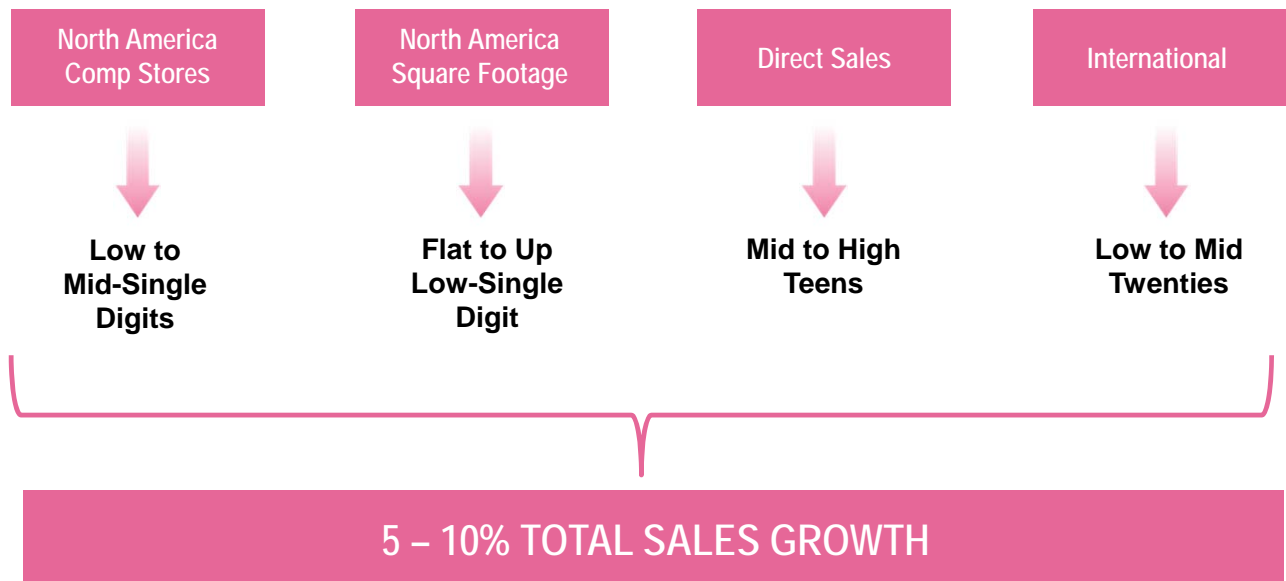 North America
Comp Stores
North America
Square Footage
Direct Sales
International
Low to
Mid-Single
Digits
Flat to Up
Low-Single
Digit
Mid to High
Teens
Low to Mid
Twenties
5 – 10% TOTAL SALES GROWTH